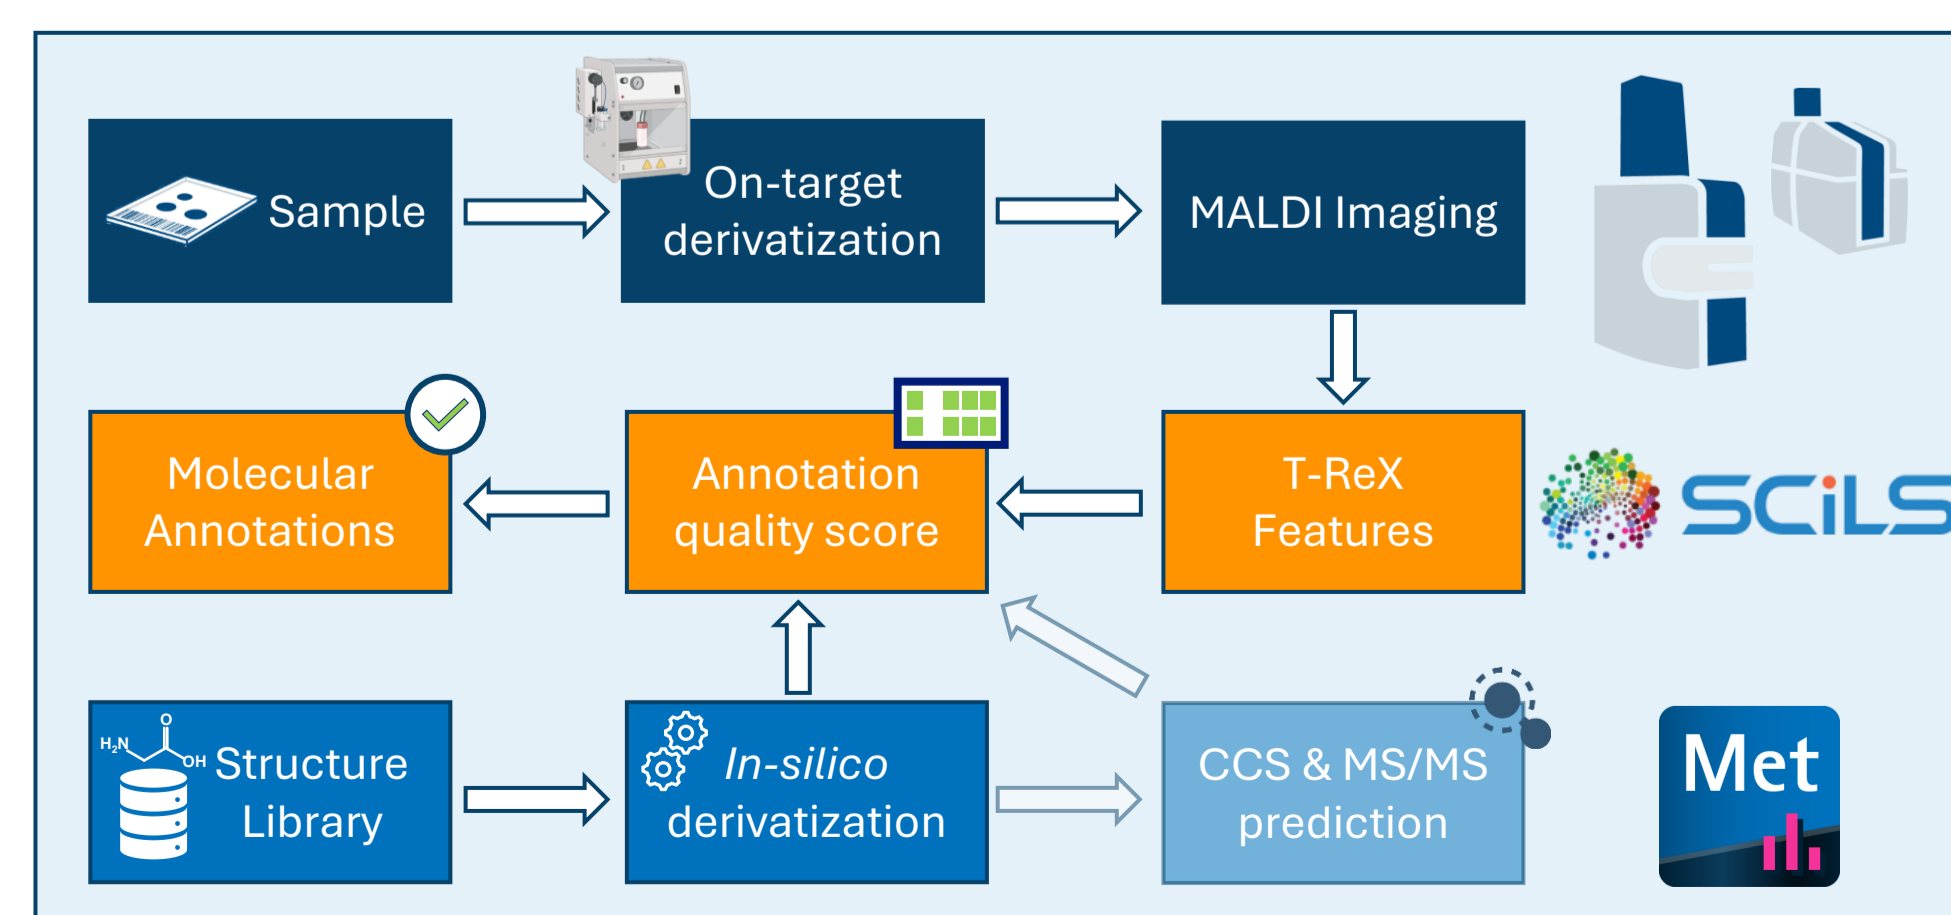 Sample
On-target
derivatization
MALDI Imaging
Molecular
Annotations
Annotation
quality score
T-ReX
Features
SCiLS
H₂N
O
OH
Structure
Library
In-silico
derivatization
CCS & MS/MS
prediction
Met